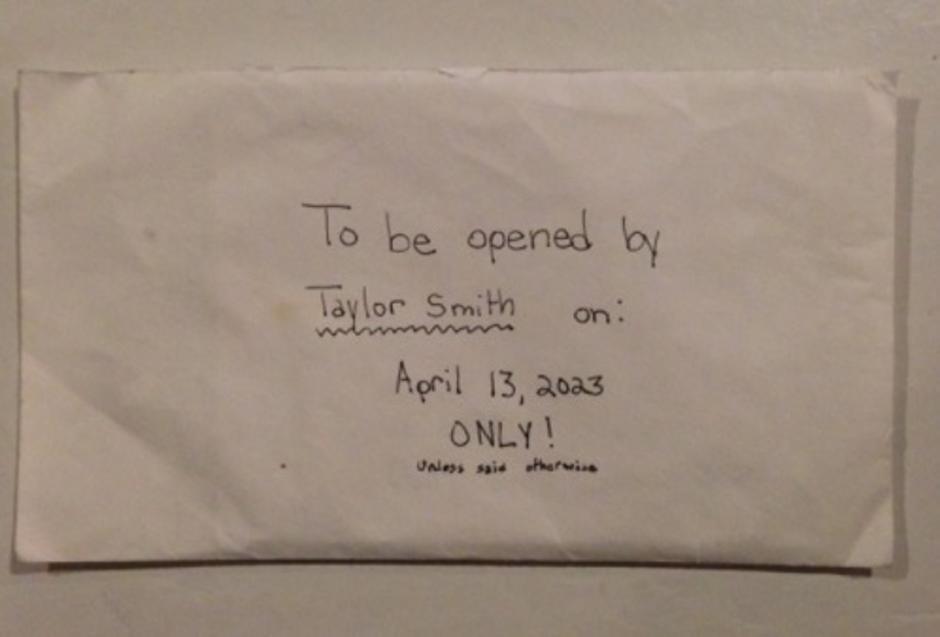 To be opened by
Taylor Smith on:
April 13, 2023
ONLY!
Unless said otherwise